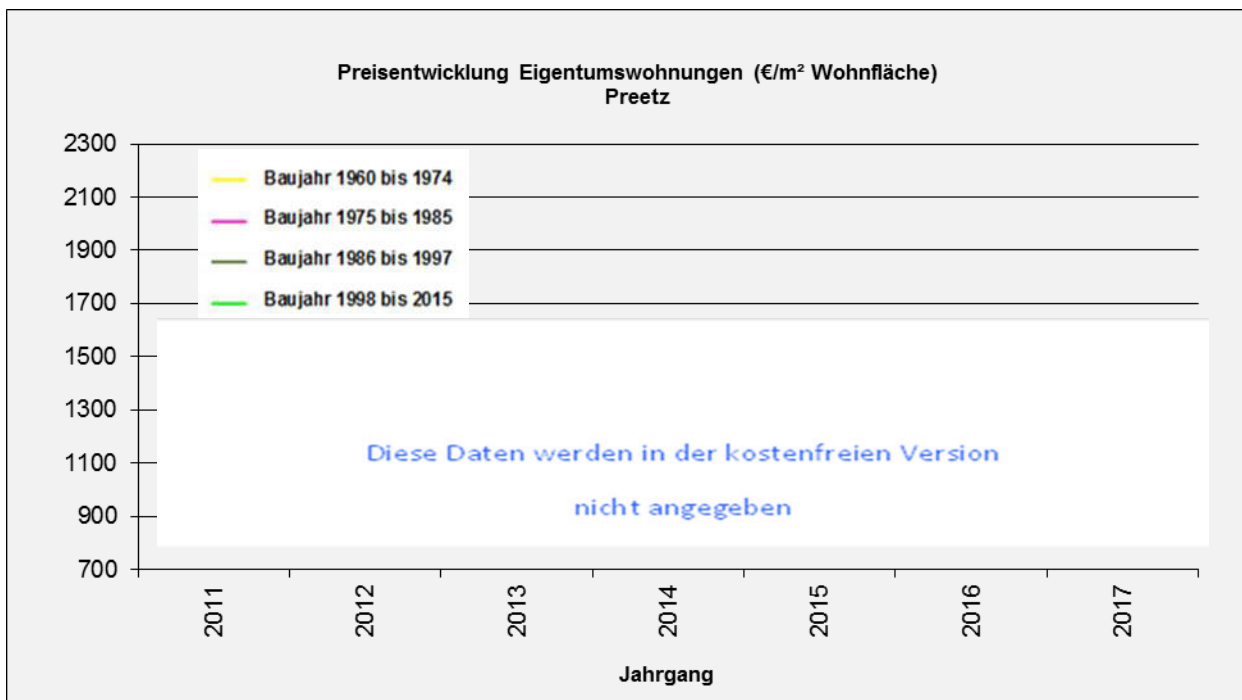 Preisentwicklung Eigentumswohnungen (€/m² Wohnfläche)
Preetz
2300
2100
1900
1700
1500
1300
1100
900
700
Baujahr 1960 bis 1974
Baujahr 1975 bis 1985
Baujahr 1986 bis 1997
Baujahr 1998 bis 2015
Diese Daten werden in der kostenfreien Version
nicht angegeben
2011
2012
2013
2014
2015
2016
2017
Jahrgang